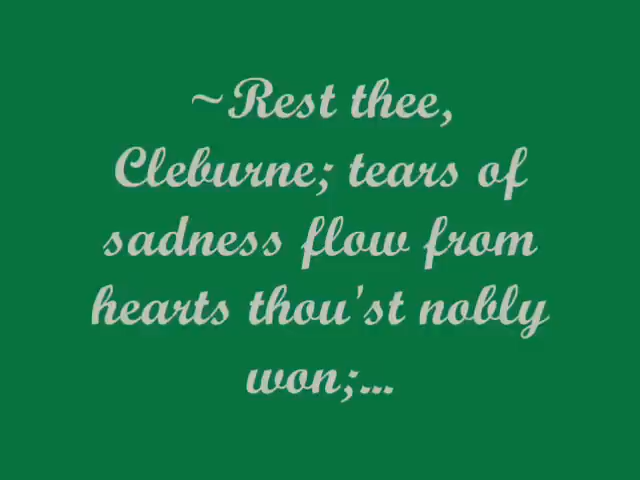 ~Rest thee,
Cleburne; tears of
sadness flow from
hearts thou'st nobly
won;...